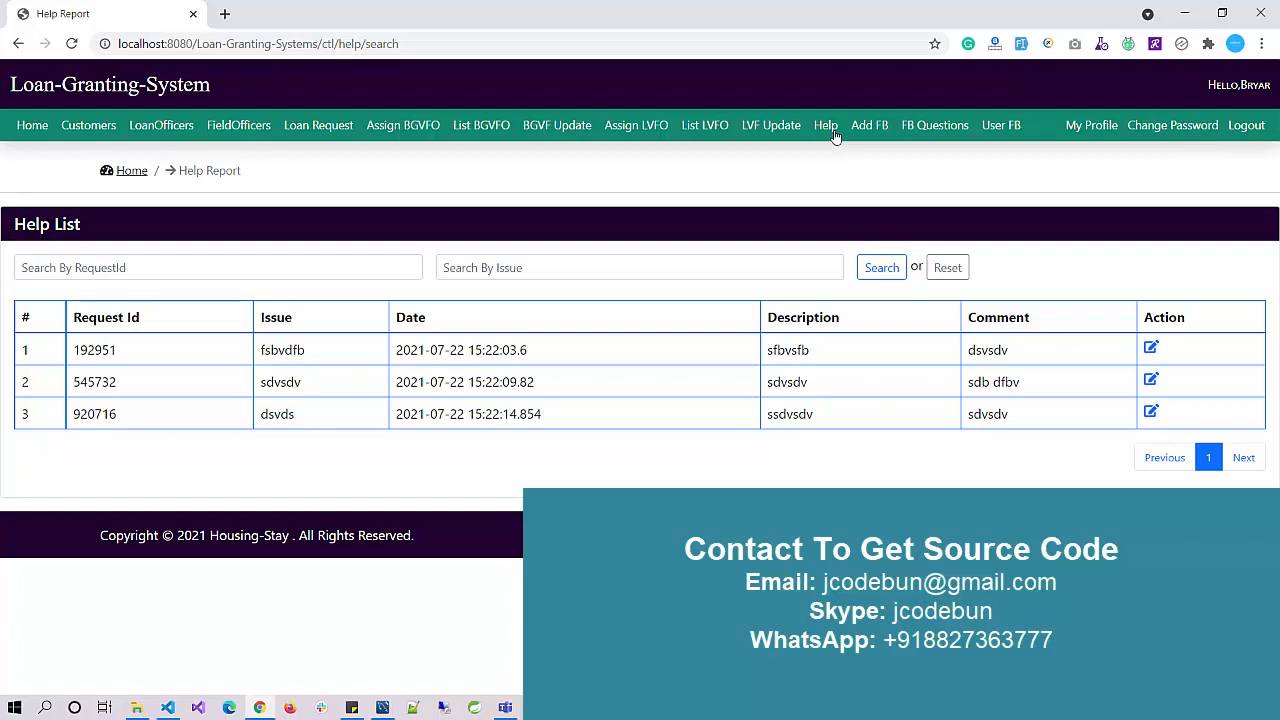 Help Report
localhost:8080/Loan-Granting-Systems/ctl/help/search
Loan-Granting-System
Hello,Bryar
Home Customers LoanOfficers FieldOfficers Loan Request Assign BGVFO List BGVFO BGVF Update Assign LVFO List LVFO LVF Update Help Add FB FB Questions User FB My Profile Change Password Logout
Home / Help Report
Help List
Search By RequestId Search By Issue Search or Reset
# Request Id Issue Date Description Comment Action
1 192951 fsbvdfb 2021-07-22 15:22:03.6 sfbvsfb dsvsdv
2 545732 sdvsdv 2021-07-22 15:22:09.82 sdvsdv sdb dfbv
3 920716 dsvds 2021-07-22 15:22:14.854 ssdvsdv sdvsdv
Previous 1 Next
Copyright © 2021 Housing-Stay . All Rights Reserved.
Contact To Get Source Code
Email: jcodebun@gmail.com
Skype: jcodebun
WhatsApp: +918827363777